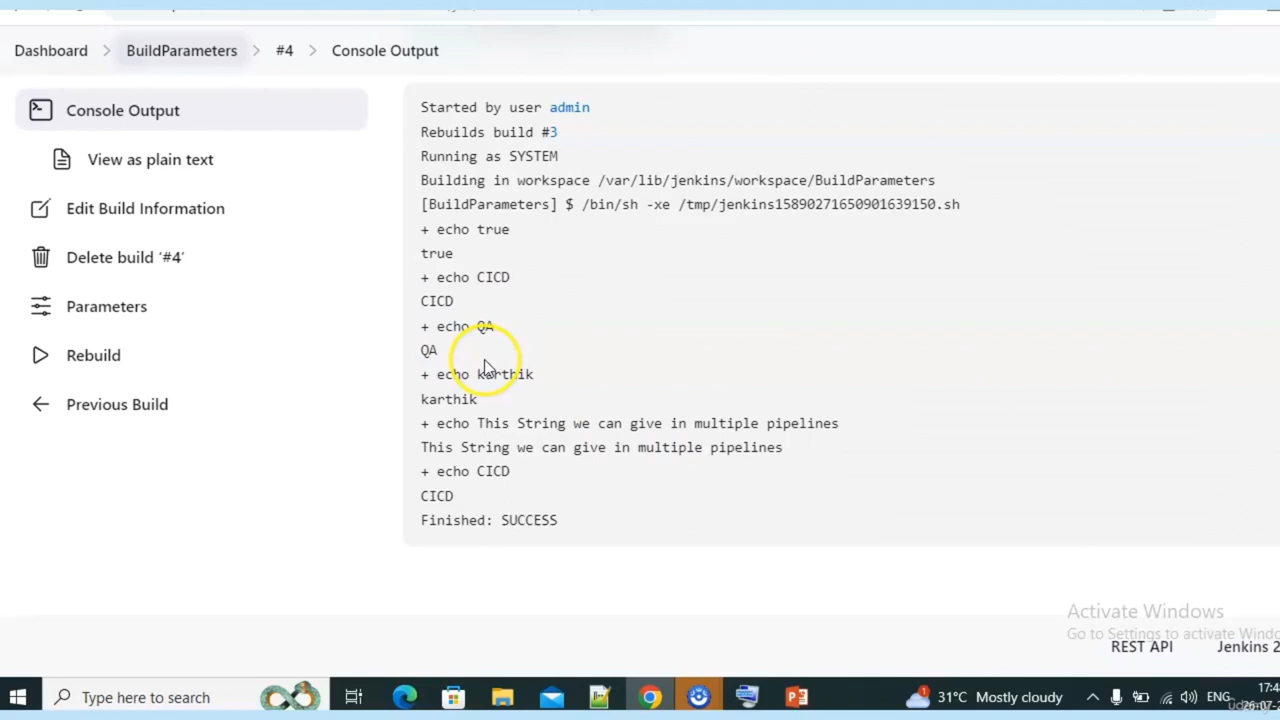 Dashboard > BuildParameters > #4 > Console Output
Console Output
View as plain text
Edit Build Information
Delete build ‘#4’
Parameters
Rebuild
Previous Build
Started by user admin
Rebuilds build #3
Running as SYSTEM
Building in workspace /var/lib/jenkins/workspace/BuildParameters
[BuildParameters] $ /bin/sh -xe /tmp/jenkins15890271650901639150.sh
+ echo true
true
+ echo CICD
CICD
+ echo QA
QA
+ echo karthik
karthik
+ echo This String we can give in multiple pipelines
This String we can give in multiple pipelines
+ echo CICD
CICD
Finished: SUCCESS
Activate Windows
Go to Settings to activate Windo
REST API
Jenkins 2
Type here to search
31°C Mostly cloudy
ENG
17:4
26-07-2